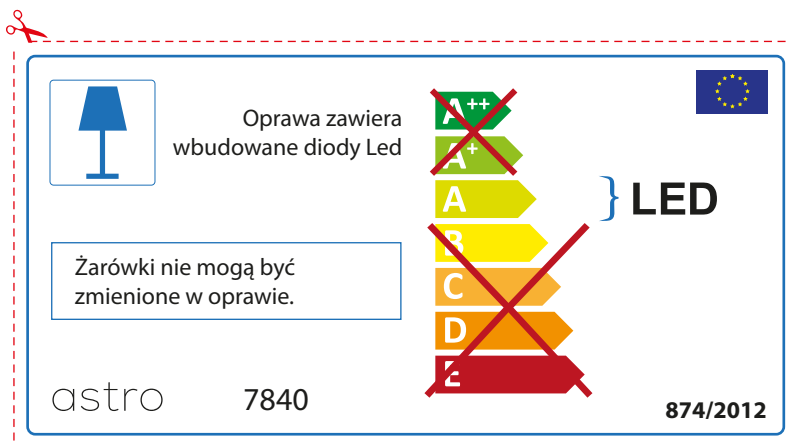 Oprawa zawiera
wbudowane diody Led
A++
A+
A
B
C
D
E
LED
Żarówki nie mogą być
zmienione w oprawie.
astro
7840
874/2012